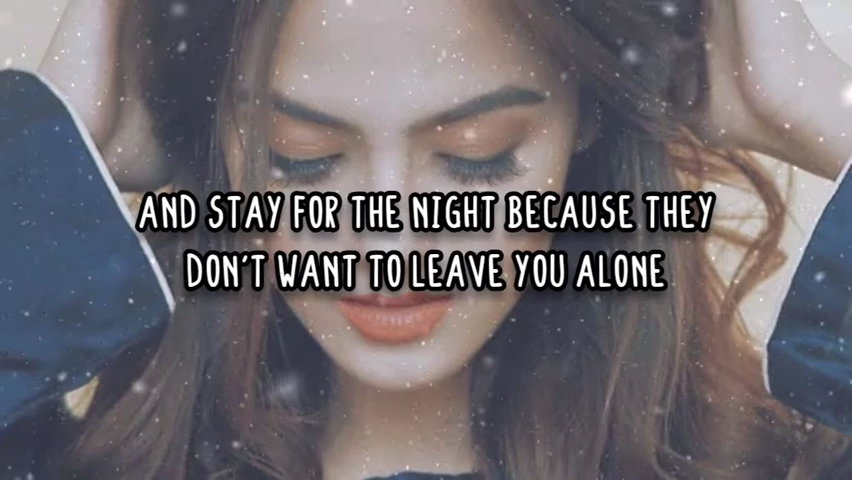 AND STAY FOR THE NIGHT BECAUSE THEY
DON'T WANT TO LEAVE YOU ALONE